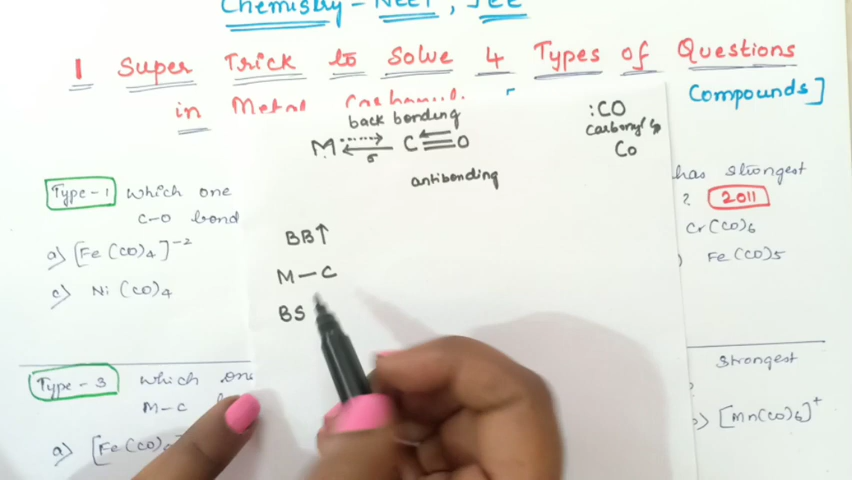 Chemistry - NEET, JEE
1 Super Trick to Solve 4 Types of Questions
in Metal Compounds]
back bonding
M C≡O
σ
antibonding
:CO
Carbonyl gp
Co
BB↑
M-C
BS
Type-1 Which one has strongest
C-O bond ? 2011
a) [Fe(CO)4]-2 Cr(CO)6
c) Ni(CO)4 ) Fe(CO)5
Type-3 Which one strongest
M-C
a) [Fe(CO) b) [Mn(CO)6]+